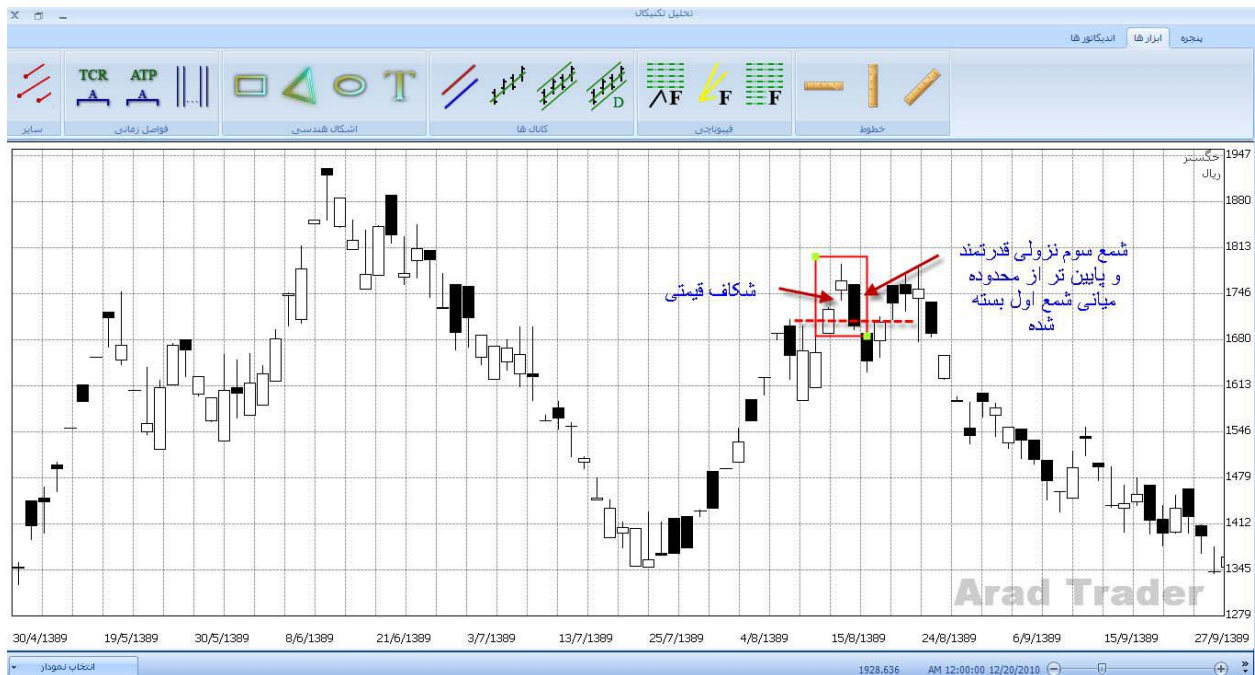 تحلیل تکنیکال
پنجره
ابزار ها
اندیکاتور ها
TCR
ATP
A
A
T
D
F
F
F
سایر
فواصل زمانی
اشکال هندسی
کانال ها
فیبوناچی
خطوط
خگستر
ریال
1947
1880
1813
1746
1680
1613
1546
1479
1412
1345
1279
شمع سوم نزولی قدرتمند
و پایین تر از محدوده
میانی شمع اول بسته
شده
شکاف قیمتی
Arad Trader
30/4/1389
19/5/1389
30/5/1389
8/6/1389
21/6/1389
3/7/1389
13/7/1389
25/7/1389
4/8/1389
15/8/1389
24/8/1389
6/9/1389
15/9/1389
27/9/1389
انتخاب نمودار
1928.636
AM 12:00:00 12/20/2010